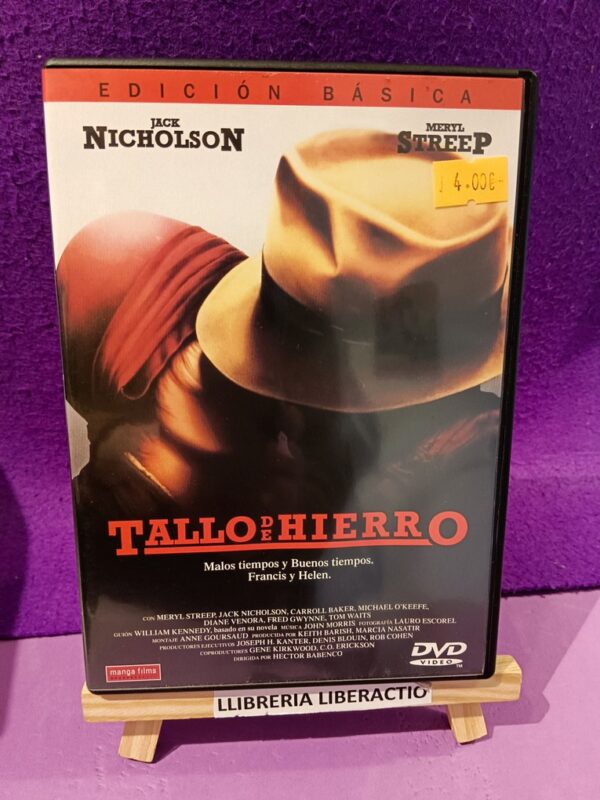 EDICIÓN BÁSICA
JACK
NICHOLSON
MERYL
STREEP
4.00€
TALLO DE HIERRO
Malos tiempos y Buenos tiempos.
Francis y Helen.
CON MERYL STREEP, JACK NICHOLSON, CARROLL BAKER, MICHAEL O'KEEFE,
DIANE VENORA, FRED GWYNNE, TOM WAITS
GUIÓN WILLIAM KENNEDY, basado en su novela MÚSICA JOHN MORRIS FOTOGRAFÍA LAURO ESCOREL
MONTAJE ANNE GOURSAUD PRODUCIDA POR KEITH BARISH, MARCIA NASATIR
PRODUCTORES EJECUTIVOS JOSEPH H. KANTER, DENIS BLOUIN, ROB COHEN
COPRODUCTORES GENE KIRKWOOD, C.O. ERICKSON
DIRIGIDA POR HECTOR BABENCO
manga films
DVD
VIDEO
TM
LLIBRERIA LIBERACTIO